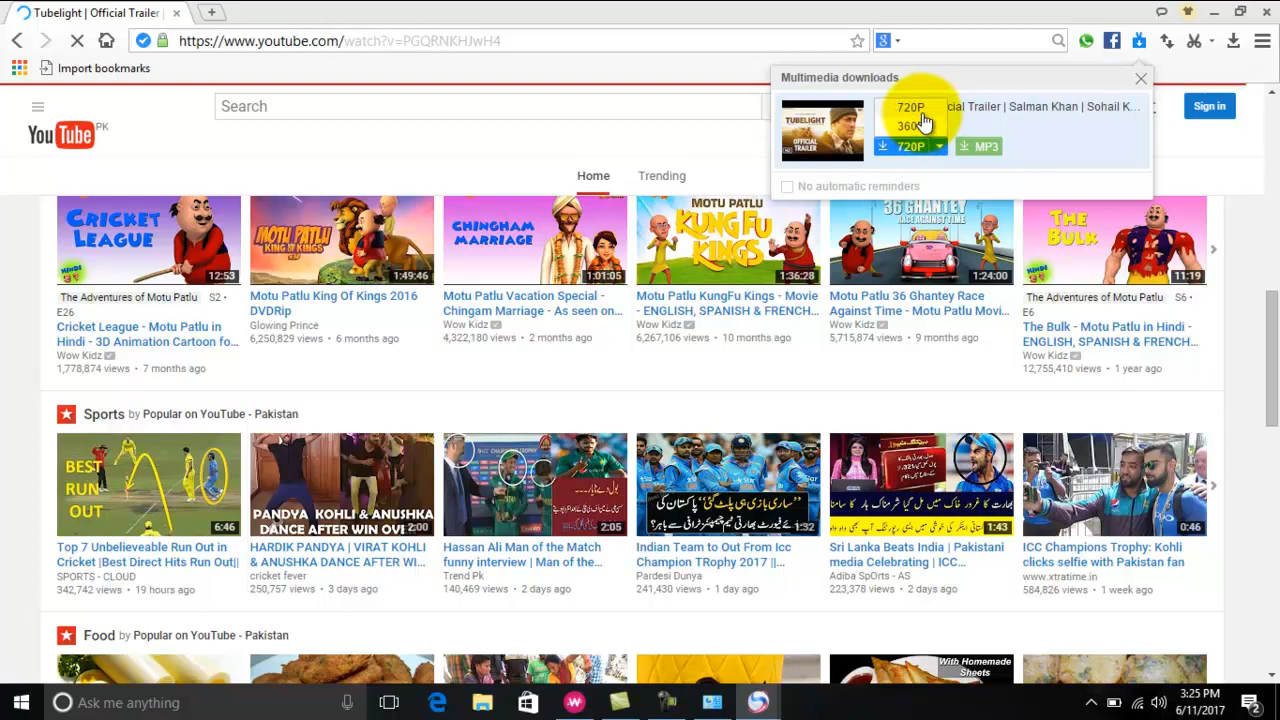 Tubelight | Official Trailer
https://www.youtube.com/watch?v=PGQRNKHJwH4
Import bookmarks
Multimedia downloads
720P
cial Trailer | Salman Khan | Sohail K...
720P
MP3
No automatic reminders
TUBELIGHT
OFFICIAL
TRAILER
Search
Sign in
YouTube PK
Home
Trending
CRICKET
LEAGUE
12:53
MOTU PATLU
KING OF KINGS
1:49:46
CHINGHAM
MARRIAGE
1:01:05
MOTU PATLU
KUNG FU
KINGS
1:36:28
36 GHANTEY
RACE AGAINST TIME
1:24:00
THE
BULK
11:19
The Adventures of Motu Patlu S2 •
E26
Cricket League - Motu Patlu in
Hindi - 3D Animation Cartoon fo...
Wow Kidz
1,778,874 views • 7 months ago
Motu Patlu King Of Kings 2016
DVDRip
Glowing Prince
6,250,829 views • 6 months ago
Motu Patlu Vacation Special -
Chingam Marriage - As seen on...
Wow Kidz
4,322,180 views • 2 months ago
Motu Patlu KungFu Kings - Movie
- ENGLISH, SPANISH & FRENCH...
Wow Kidz
6,267,106 views • 10 months ago
Motu Patlu 36 Ghantey Race
Against Time - Motu Patlu Movi...
Wow Kidz
5,715,874 views • 9 months ago
The Adventures of Motu Patlu S6 •
E6
The Bulk - Motu Patlu in Hindi -
ENGLISH, SPANISH & FRENCH...
Wow Kidz
12,755,410 views • 1 year ago
Sports by Popular on YouTube - Pakistan
BEST
RUN
OUT
6:46
PANDYA KOHLI & ANUSHKA
DANCE AFTER WIN
2:00
2:05
1:32
1:43
0:46
Top 7 Unbelieveable Run Out in
Cricket |Best Direct Hits Run Out||
SPORTS - CLOUD
342,742 views • 19 hours ago
HARDIK PANDYA | VIRAT KOHLI
& ANUSHKA DANCE AFTER WI...
cricket fever
250,757 views • 3 days ago
Hassan Ali Man of the Match
funny interview | Man of the...
Trend Pk
140,469 views • 2 days ago
Indian Team to Out From Icc
Champion TRophy 2017 ||...
Pardesi Dunya
241,430 views • 1 day ago
Sri Lanka Beats India | Pakistani
media Celebrating | ICC...
Adiba SpOrts - AS
223,378 views • 2 days ago
ICC Champions Trophy: Kohli
clicks selfie with Pakistan fan
www.xtratime.in
584,826 views • 1 week ago
Food by Popular on YouTube - Pakistan
With Homemade
Sheets
Ask me anything
3:25 PM
6/11/2017